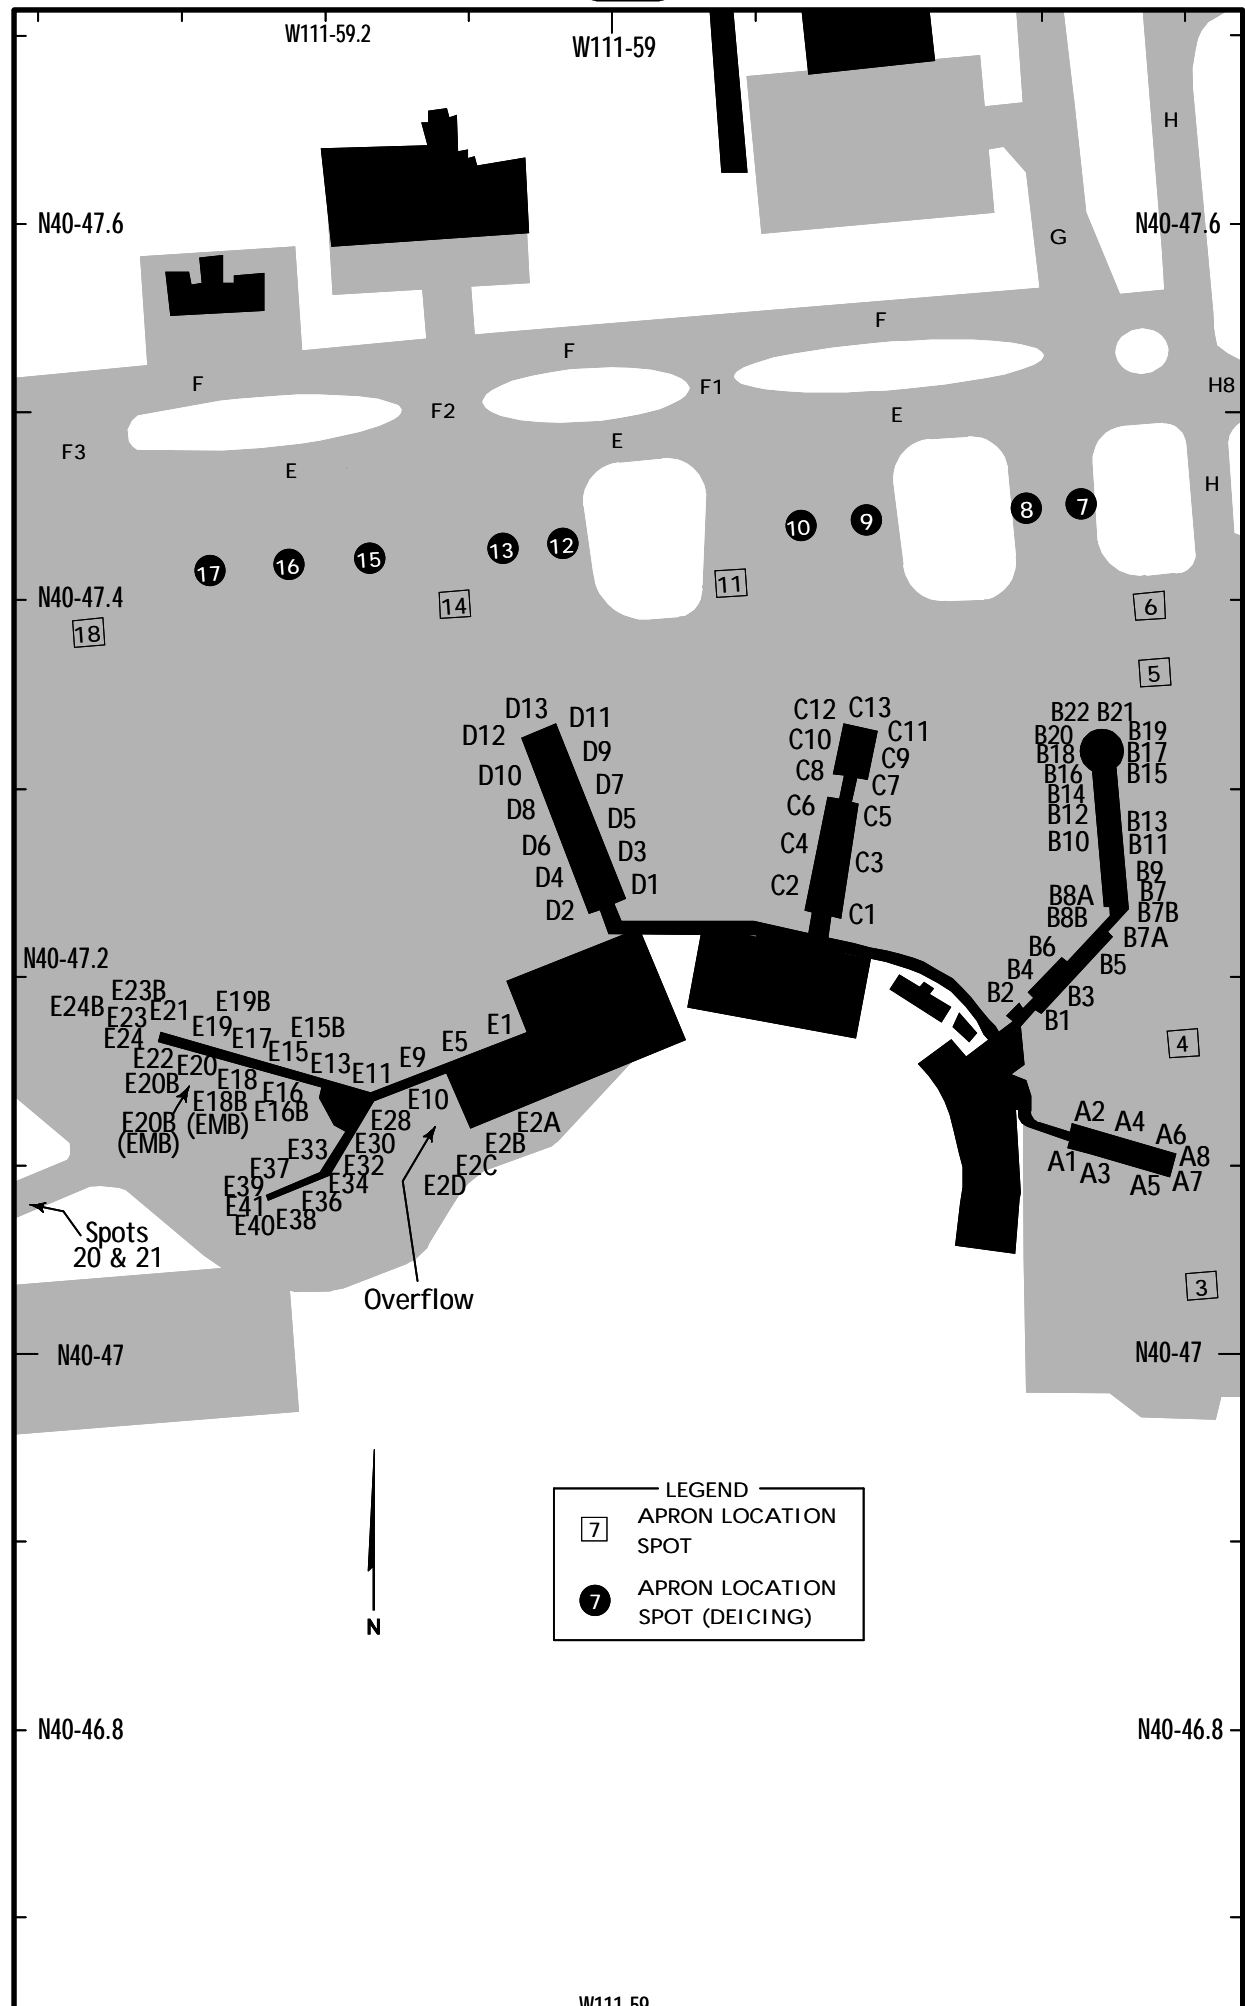 W111-59.2
W111-59
H
N40-47.6
N40-47.6
G
F
F
F
F1
H8
F2
E
E
F3
E
H
7
8
9
10
12
13
15
16
17
11
14
6
18
N40-47.4
5
D13
D11
D12
D9
D10
D7
D8
D5
D6
D3
D4
D1
D2
C12
C13
C10
C11
C8
C9
C7
C6
C5
C4
C3
C2
C1
B22
B21
B20
B19
B18
B17
B16
B15
B14
B12
B13
B10
B11
B9
B8A
B7
B8B
B7B
B7A
B6
B5
B4
B3
B2
B1
N40-47.2
E23B
E24B
E21
E19B
E23
E19
E15B
E24
E17
E1
E22
E20
E15
E13
E11
E9
E5
E20B
E18
E16
E10
E18B
(EMB)
E16B
E20B
(EMB)
E28
E2A
E33
E30
E2B
E37
E32
E2C
E39
E34
E2D
E41
E36
E40
E38
4
A2
A4
A6
A8
A1
A3
A5
A7
Spots
20 & 21
Overflow
3
N40-47
N40-47
LEGEND
7
APRON LOCATION
SPOT
7
APRON LOCATION
SPOT (DEICING)
N
N40-46.8
N40-46.8
W111-59